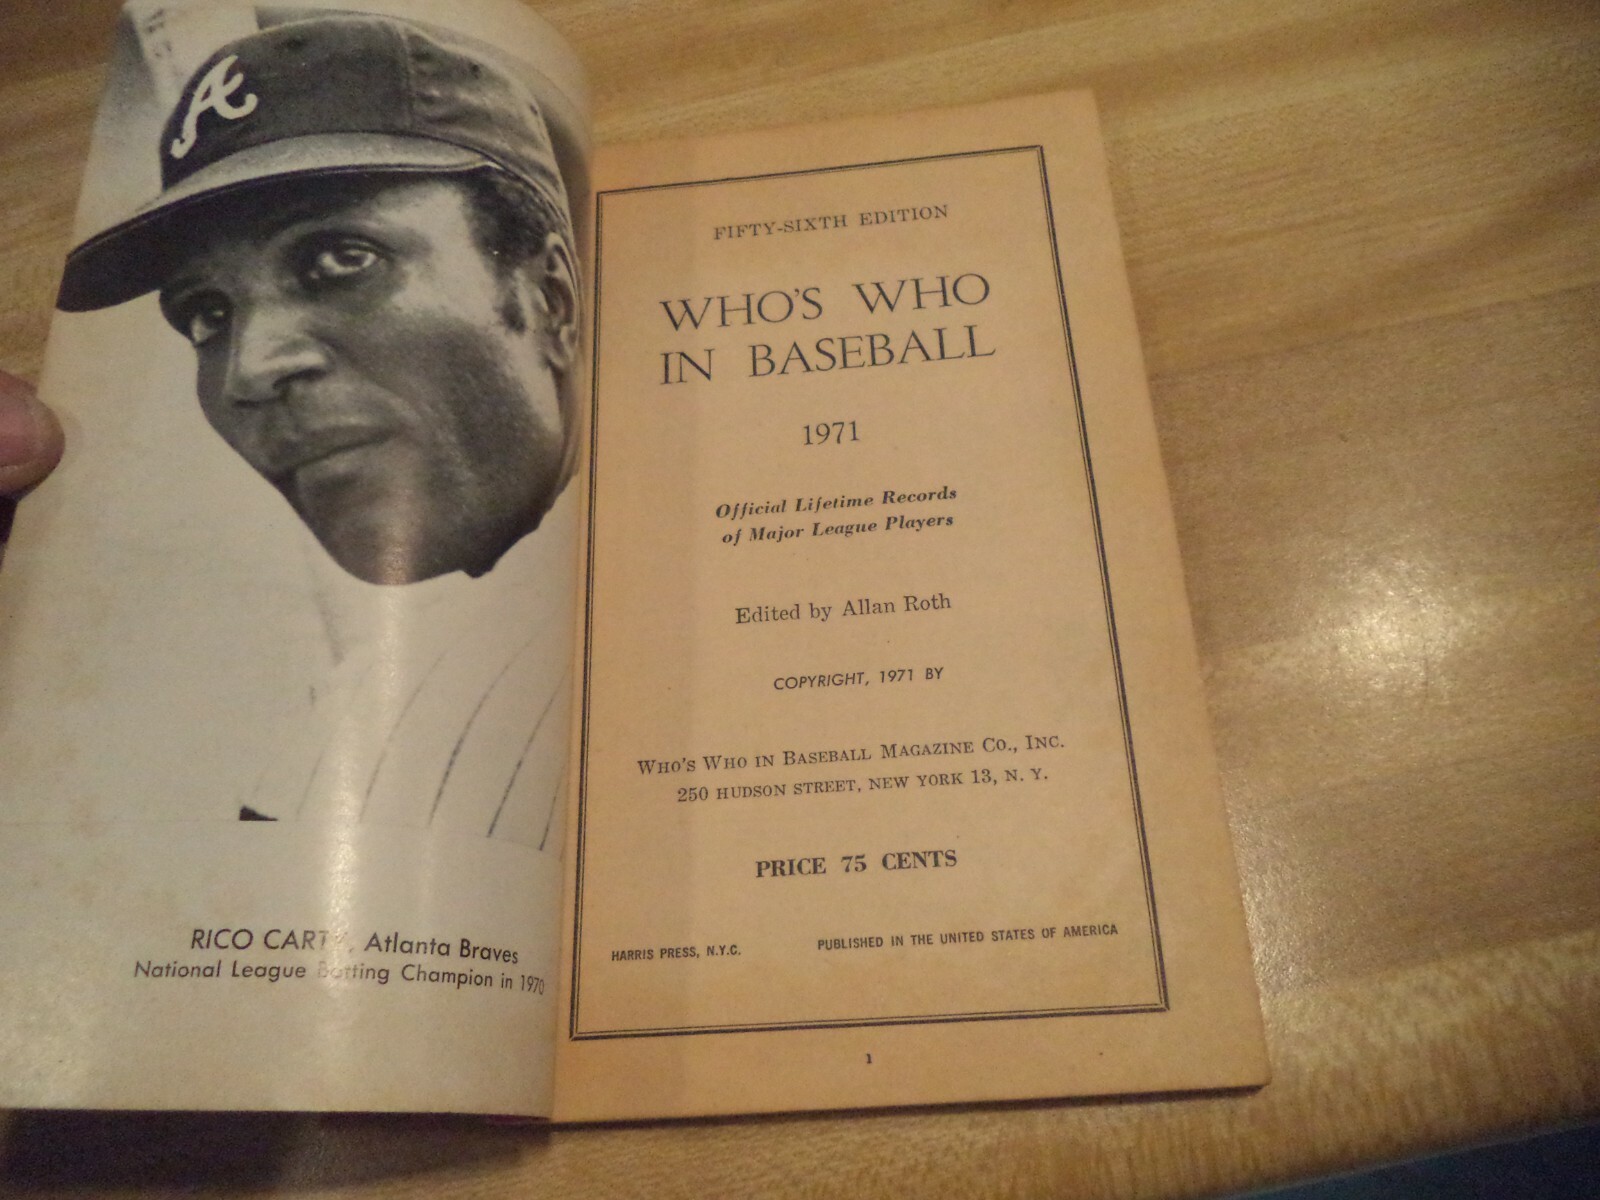 A
RICO CARTY, Atlanta Braves
National League Batting Champion in 1970
FIFTY-SIXTH EDITION
WHO'S WHO
IN BASEBALL
1971
Official Lifetime Records
of Major League Players
Edited by Allan Roth
COPYRIGHT, 1971 BY
WHO'S WHO IN BASEBALL MAGAZINE CO., INC.
250 HUDSON STREET, NEW YORK 13, N. Y.
PRICE 75 CENTS
HARRIS PRESS, N.Y.C. PUBLISHED IN THE UNITED STATES OF AMERICA
1